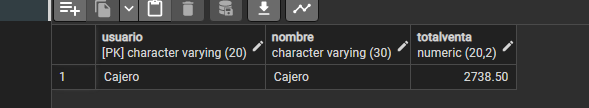 usuario nombre totalventa
[PK] character varying (20) character varying (30) numeric (20,2)
1 Cajero Cajero 2738.50